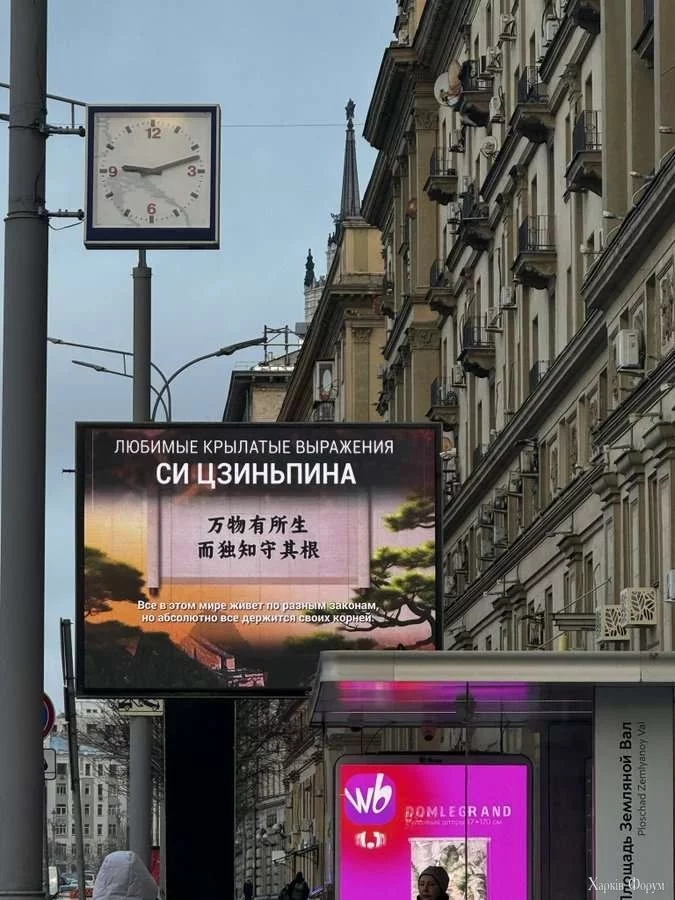 12
9
3
6
ЛЮБИМЫЕ КРЫЛАТЫЕ ВЫРАЖЕНИЯ
СИ ЦЗИНЬПИНА
万物有所生
而独知守其根
Все в этом мире живет по разным законам,
но абсолютно все держится своих корней.
wb
DOMLEGRAND
Площадь Земляной Вал
Ploschad Zemlyanoy Val
Харків Форум